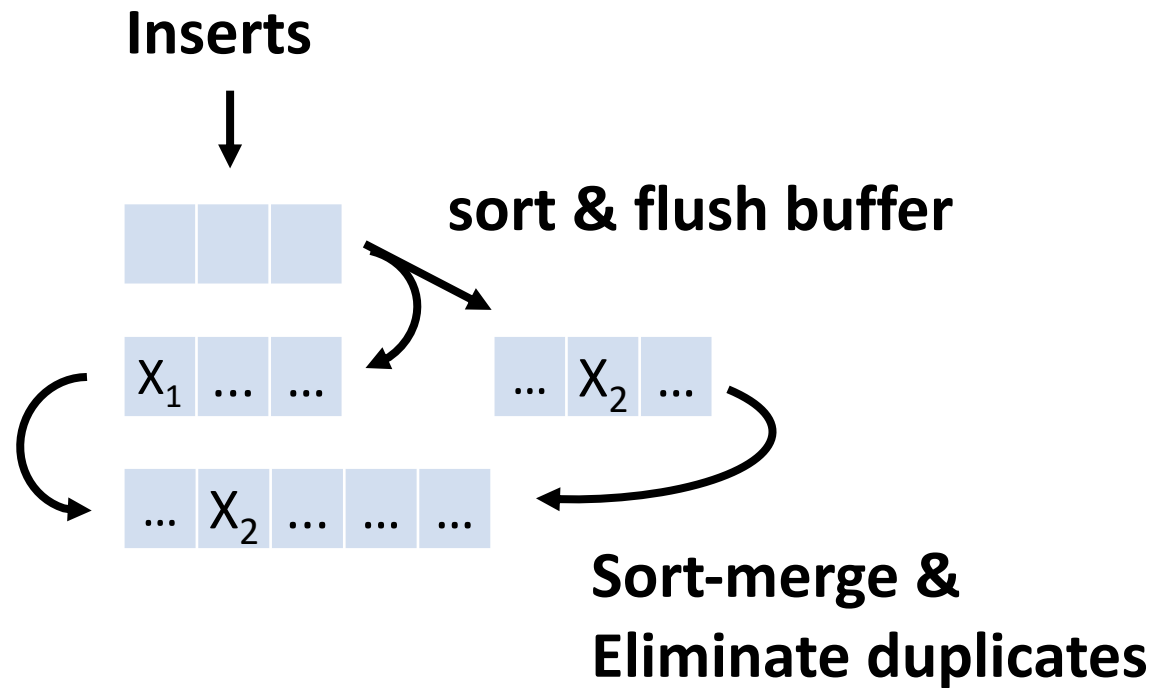 Inserts
sort & flush buffer
X₁ ... ...
... X₂ ...
... X₂ ... ... ...
Sort-merge &
Eliminate duplicates